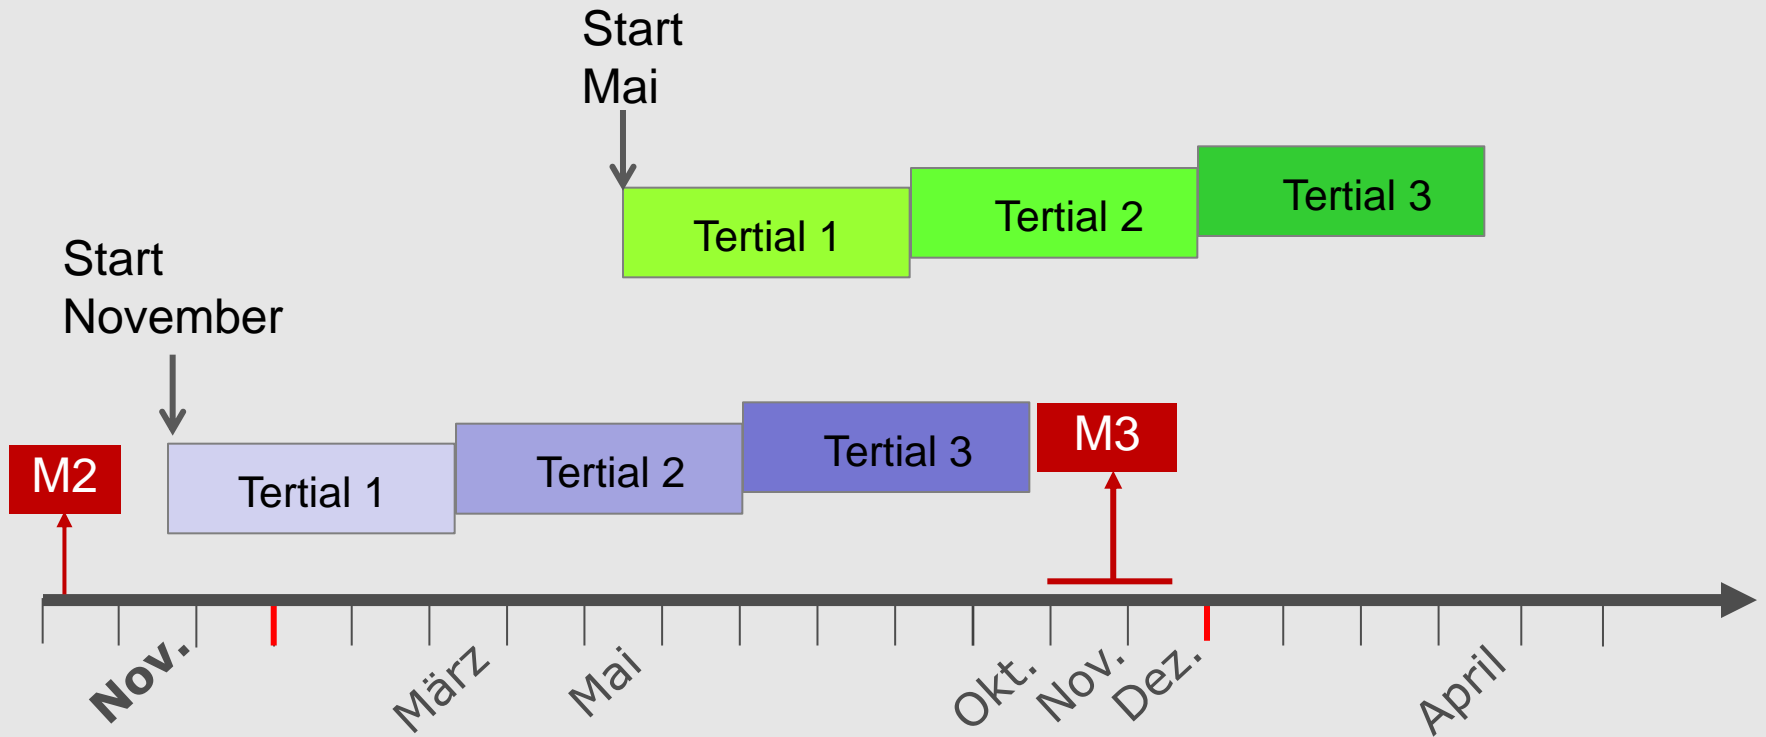 Start
Mai
Tertial 1
Tertial 2
Tertial 3
Start
November
M2
Tertial 1
Tertial 2
Tertial 3
M3
Nov.
März
Mai
Okt.
Nov.
Dez.
April